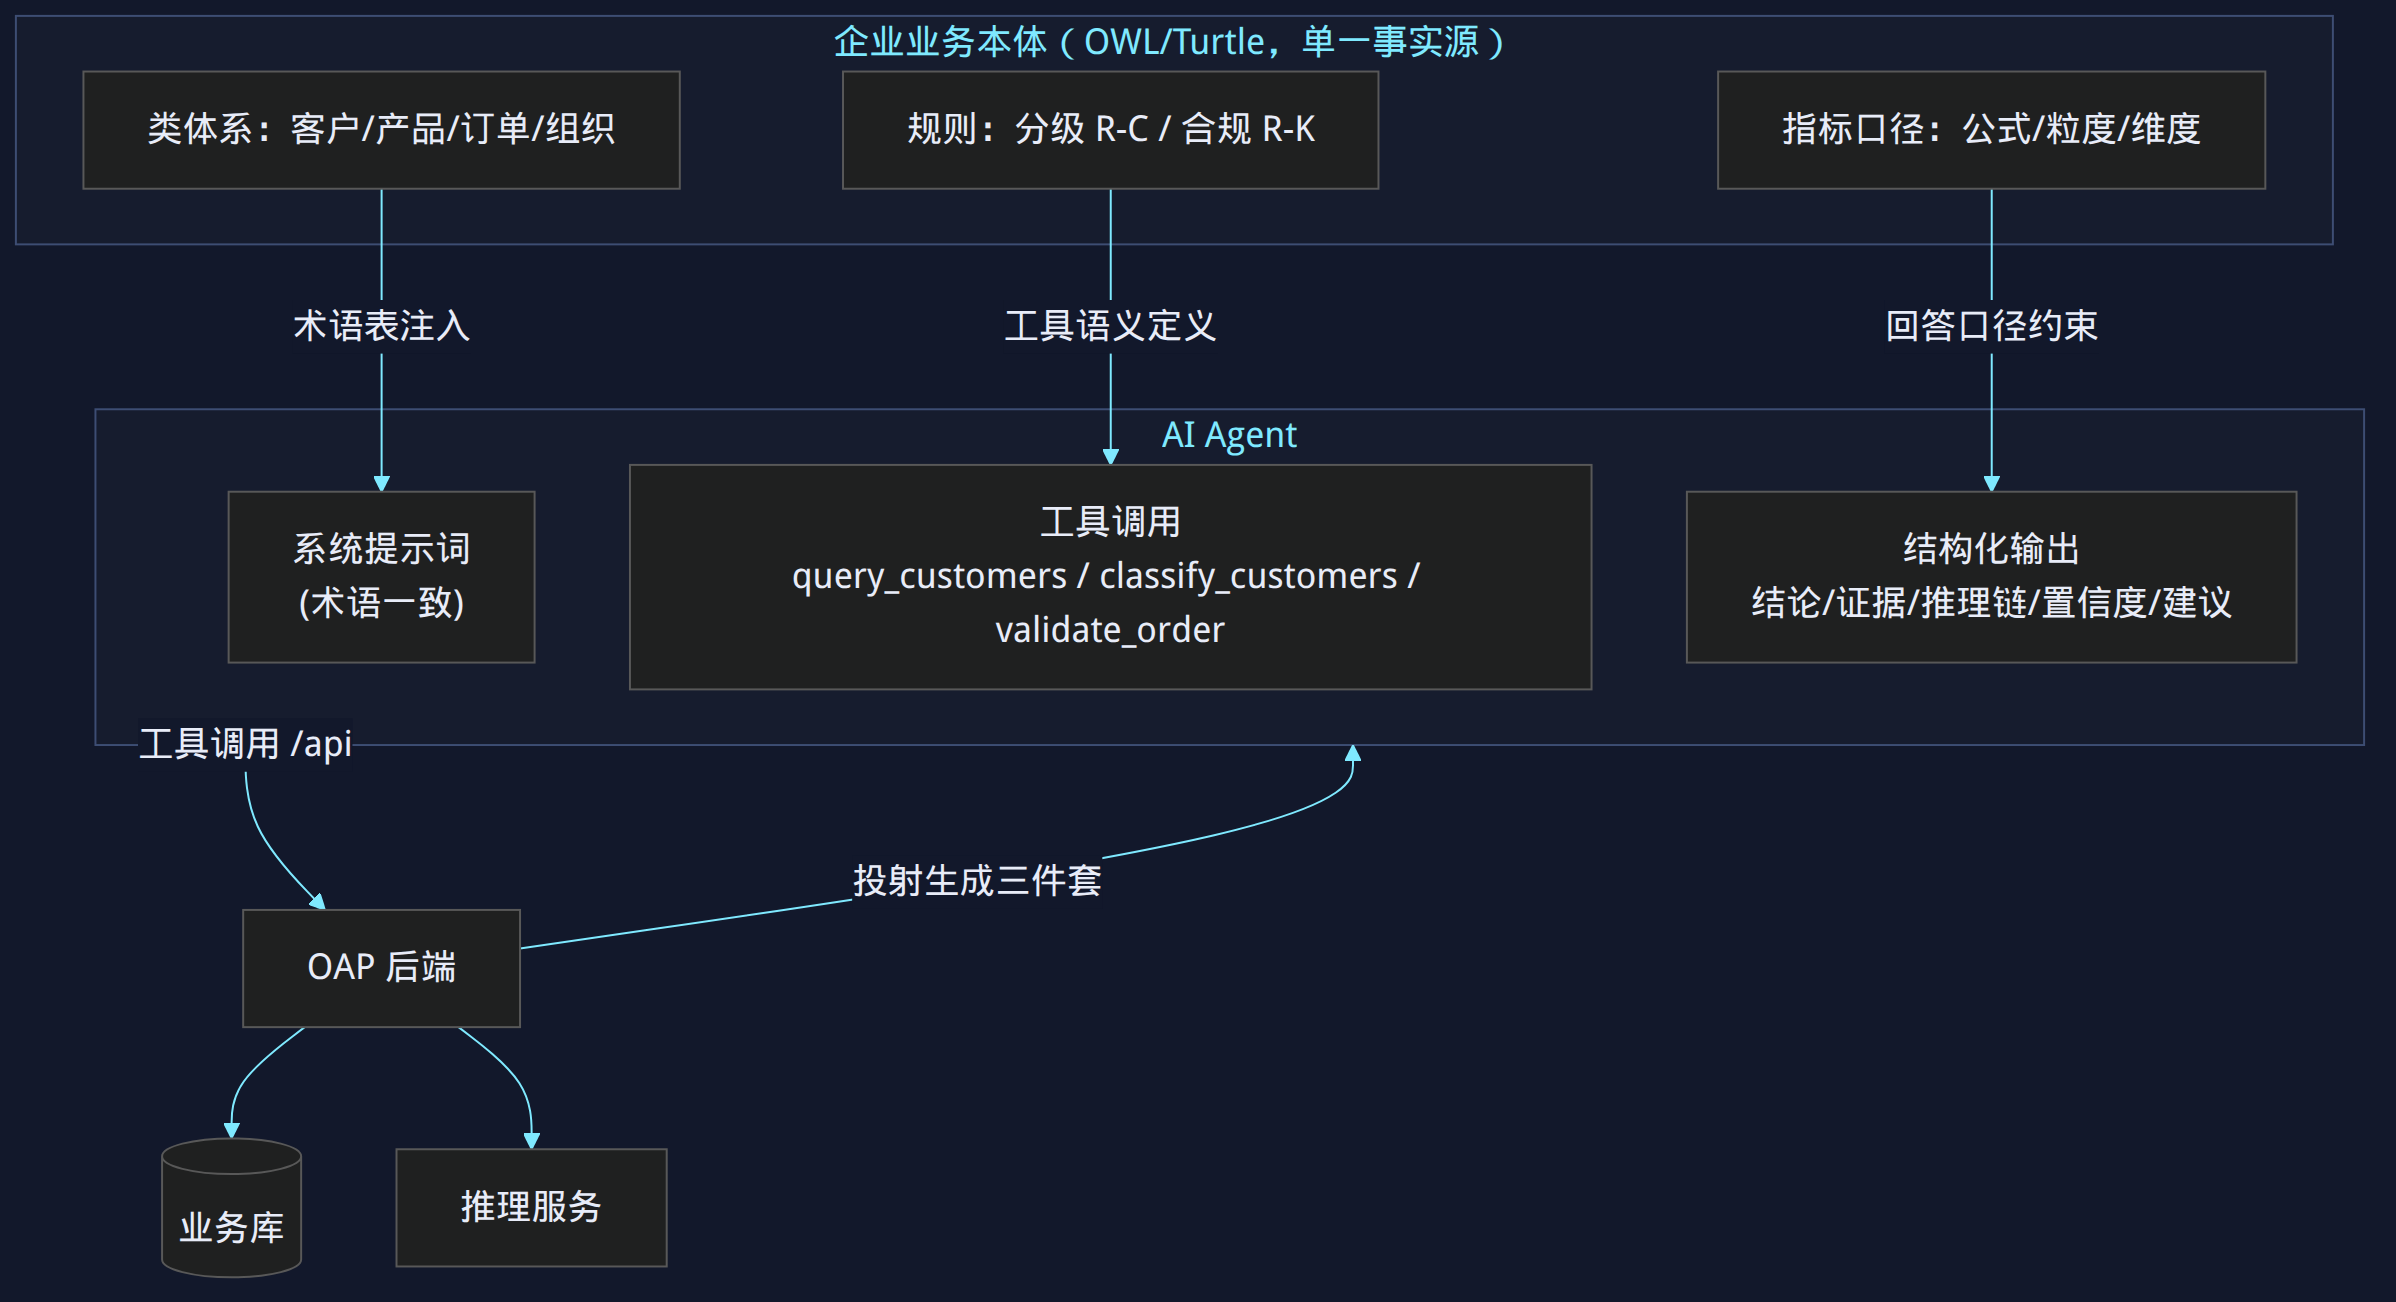 企业业务本体（OWL/Turtle，单一事实源）
类体系：客户/产品/订单/组织
规则：分级 R-C / 合规 R-K
指标口径：公式/粒度/维度
术语表注入
工具语义定义
回答口径约束
AI Agent
系统提示词
(术语一致)
工具调用
query_customers / classify_customers /
validate_order
结构化输出
结论/证据/推理链/置信度/建议
工具调用 /api
投射生成三件套
OAP 后端
业务库
推理服务